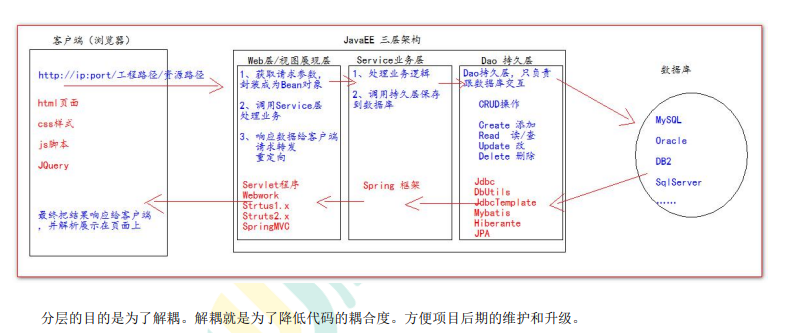 客户端（浏览器）
http://ip:port/工程路径/资源路径
html页面
css样式
js脚本
JQuery
最终把结果响应给客户端
，并解析展示在页面上
JavaEE 三层架构
Web层/视图展现层
1、获取请求参数，
封装成为Bean对象
2、调用Service层
处理业务
3、响应数据给客户端
请求转发
重定向
Servlet程序
Webwork
Strtus1.x
Struts2.x
SpringMVC
Service业务层
1、处理业务逻辑
2、调用持久层保存
到数据库
Spring 框架
Dao 持久层
Dao持久层，只负责
跟数据库交互
CRUD操作
Create 添加
Read 读/查
Update 改
Delete 删除
Jdbc
DbUtils
JdbcTemplate
Mybatis
Hiberante
JPA
数据库
MySQL
Oracle
DB2
SqlServer
......
分层的目的是为了解耦。解耦就是为了降低代码的耦合度。方便项目后期的维护和升级。